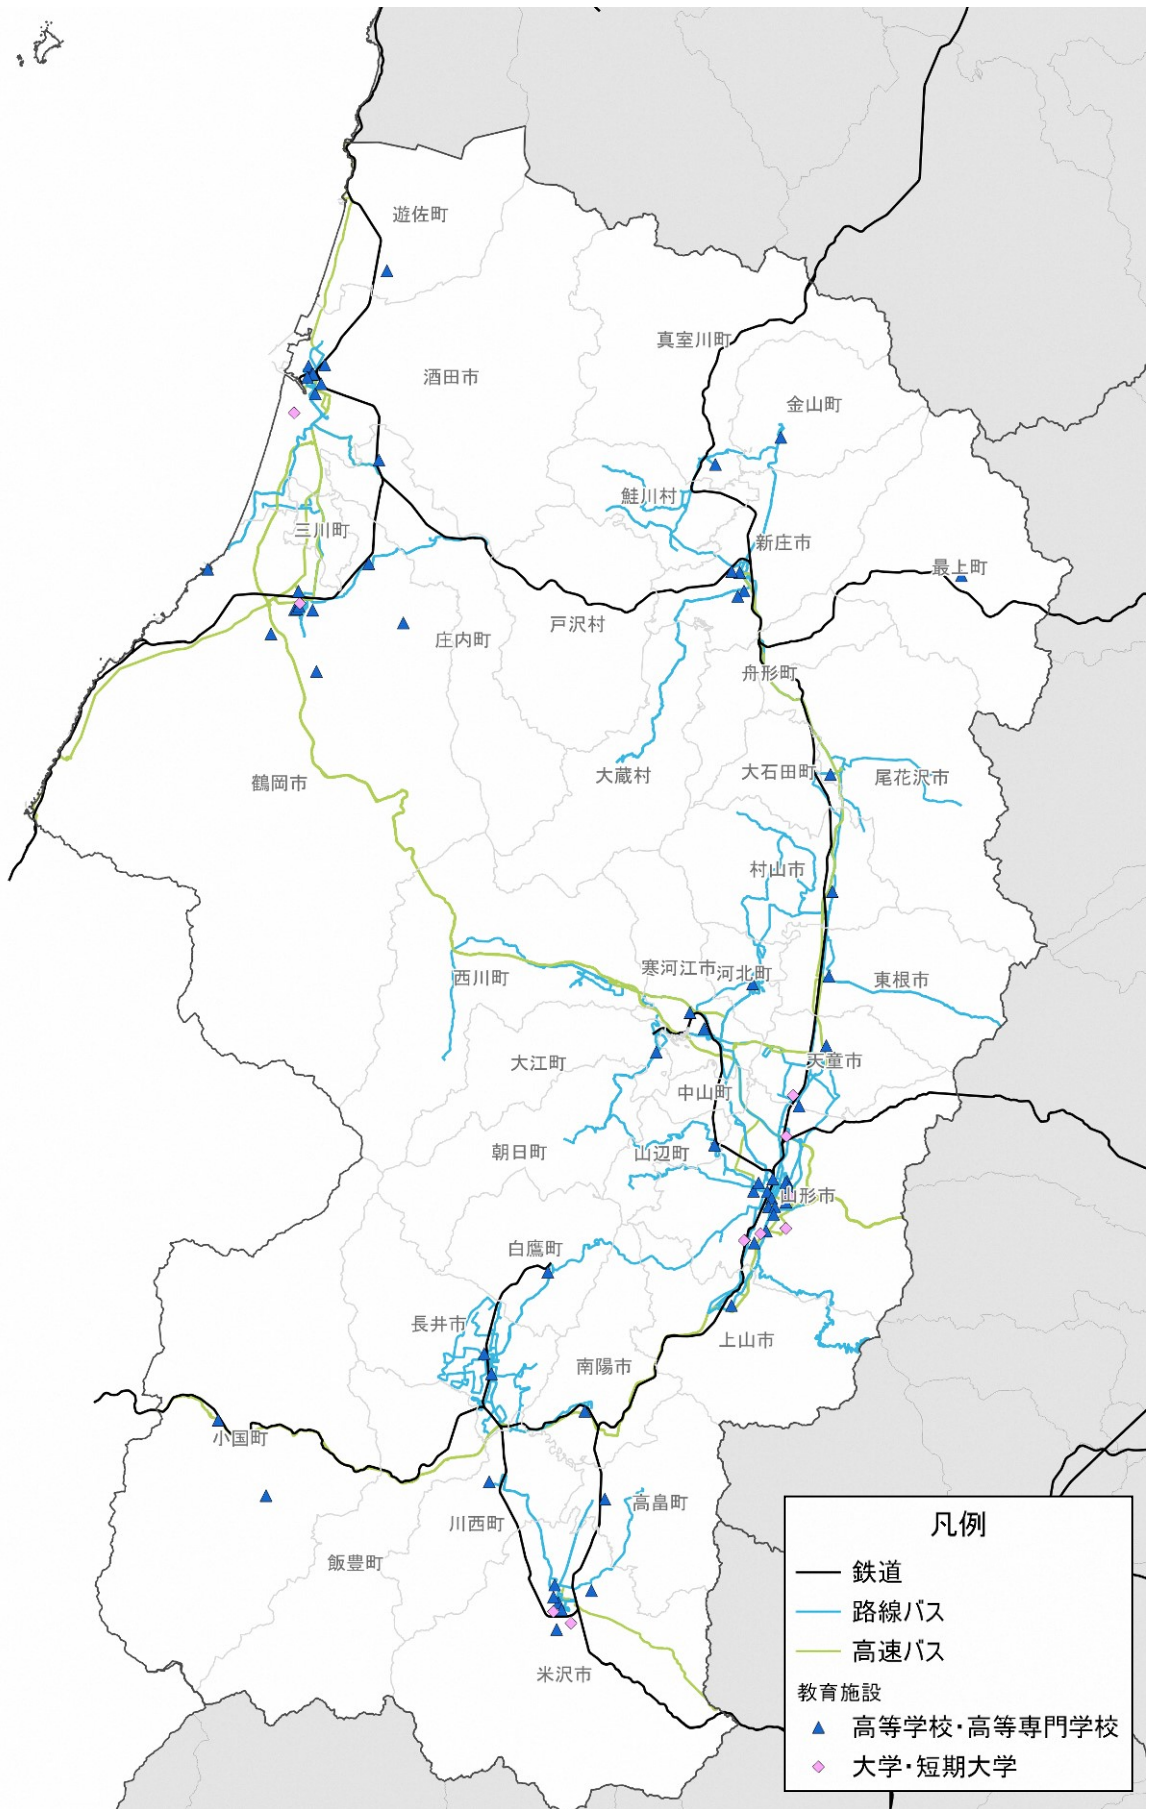 遊佐町
真室川町
酒田市
金山町
鮭川村
三川町
新庄市
最上町
戸沢村
庄内町
舟形町
大蔵村
大石田町
尾花沢市
鶴岡市
村山市
寒河江市
河北町
西川町
東根市
大江町
天童市
中山町
朝日町
山辺町
山形市
白鷹町
長井市
上山市
南陽市
小国町
高畠町
川西町
飯豊町
米沢市
凡例
鉄道
路線バス
高速バス
教育施設
高等学校・高等専門学校
大学・短期大学